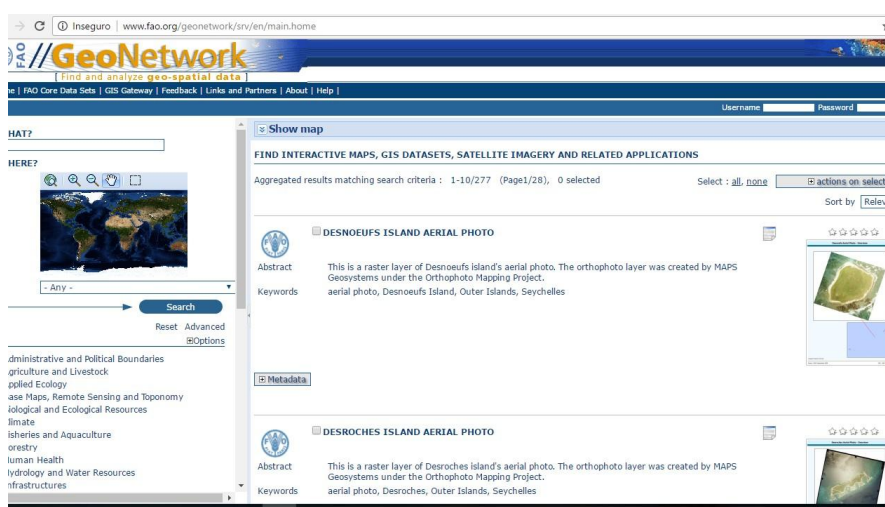 Inseguro | www.fao.org/geonetwork/srv/en/main.home
FAO
//GeoNetwork
[ Find and analyze geo-spatial data ]
| FAO Core Data Sets | GIS Gateway | Feedback | Links and Partners | About | Help |
Username Password
HAT?
HERE?
- Any -
Search
Reset Advanced
Options
dministrative and Political Boundaries
griculture and Livestock
pplied Ecology
ase Maps, Remote Sensing and Toponomy
iological and Ecological Resources
limate
isheries and Aquaculture
orestry
uman Health
ydrology and Water Resources
nfrastructures
Show map
FIND INTERACTIVE MAPS, GIS DATASETS, SATELLITE IMAGERY AND RELATED APPLICATIONS
Aggregated results matching search criteria : 1-10/277 (Page1/28), 0 selected Select : all, none actions on select
Sort by Relev
DESNOEUFS ISLAND AERIAL PHOTO
Abstract This is a raster layer of Desnoeufs island's aerial photo. The orthophoto layer was created by MAPS
Geosystems under the Orthophoto Mapping Project.
Keywords aerial photo, Desnoeufs Island, Outer Islands, Seychelles
Metadata
DESROCHES ISLAND AERIAL PHOTO
Abstract This is a raster layer of Desroches island's aerial photo. The orthophoto layer was created by MAPS
Geosystems under the Orthophoto Mapping Project.
Keywords aerial photo, Desroches, Outer Islands, Seychelles